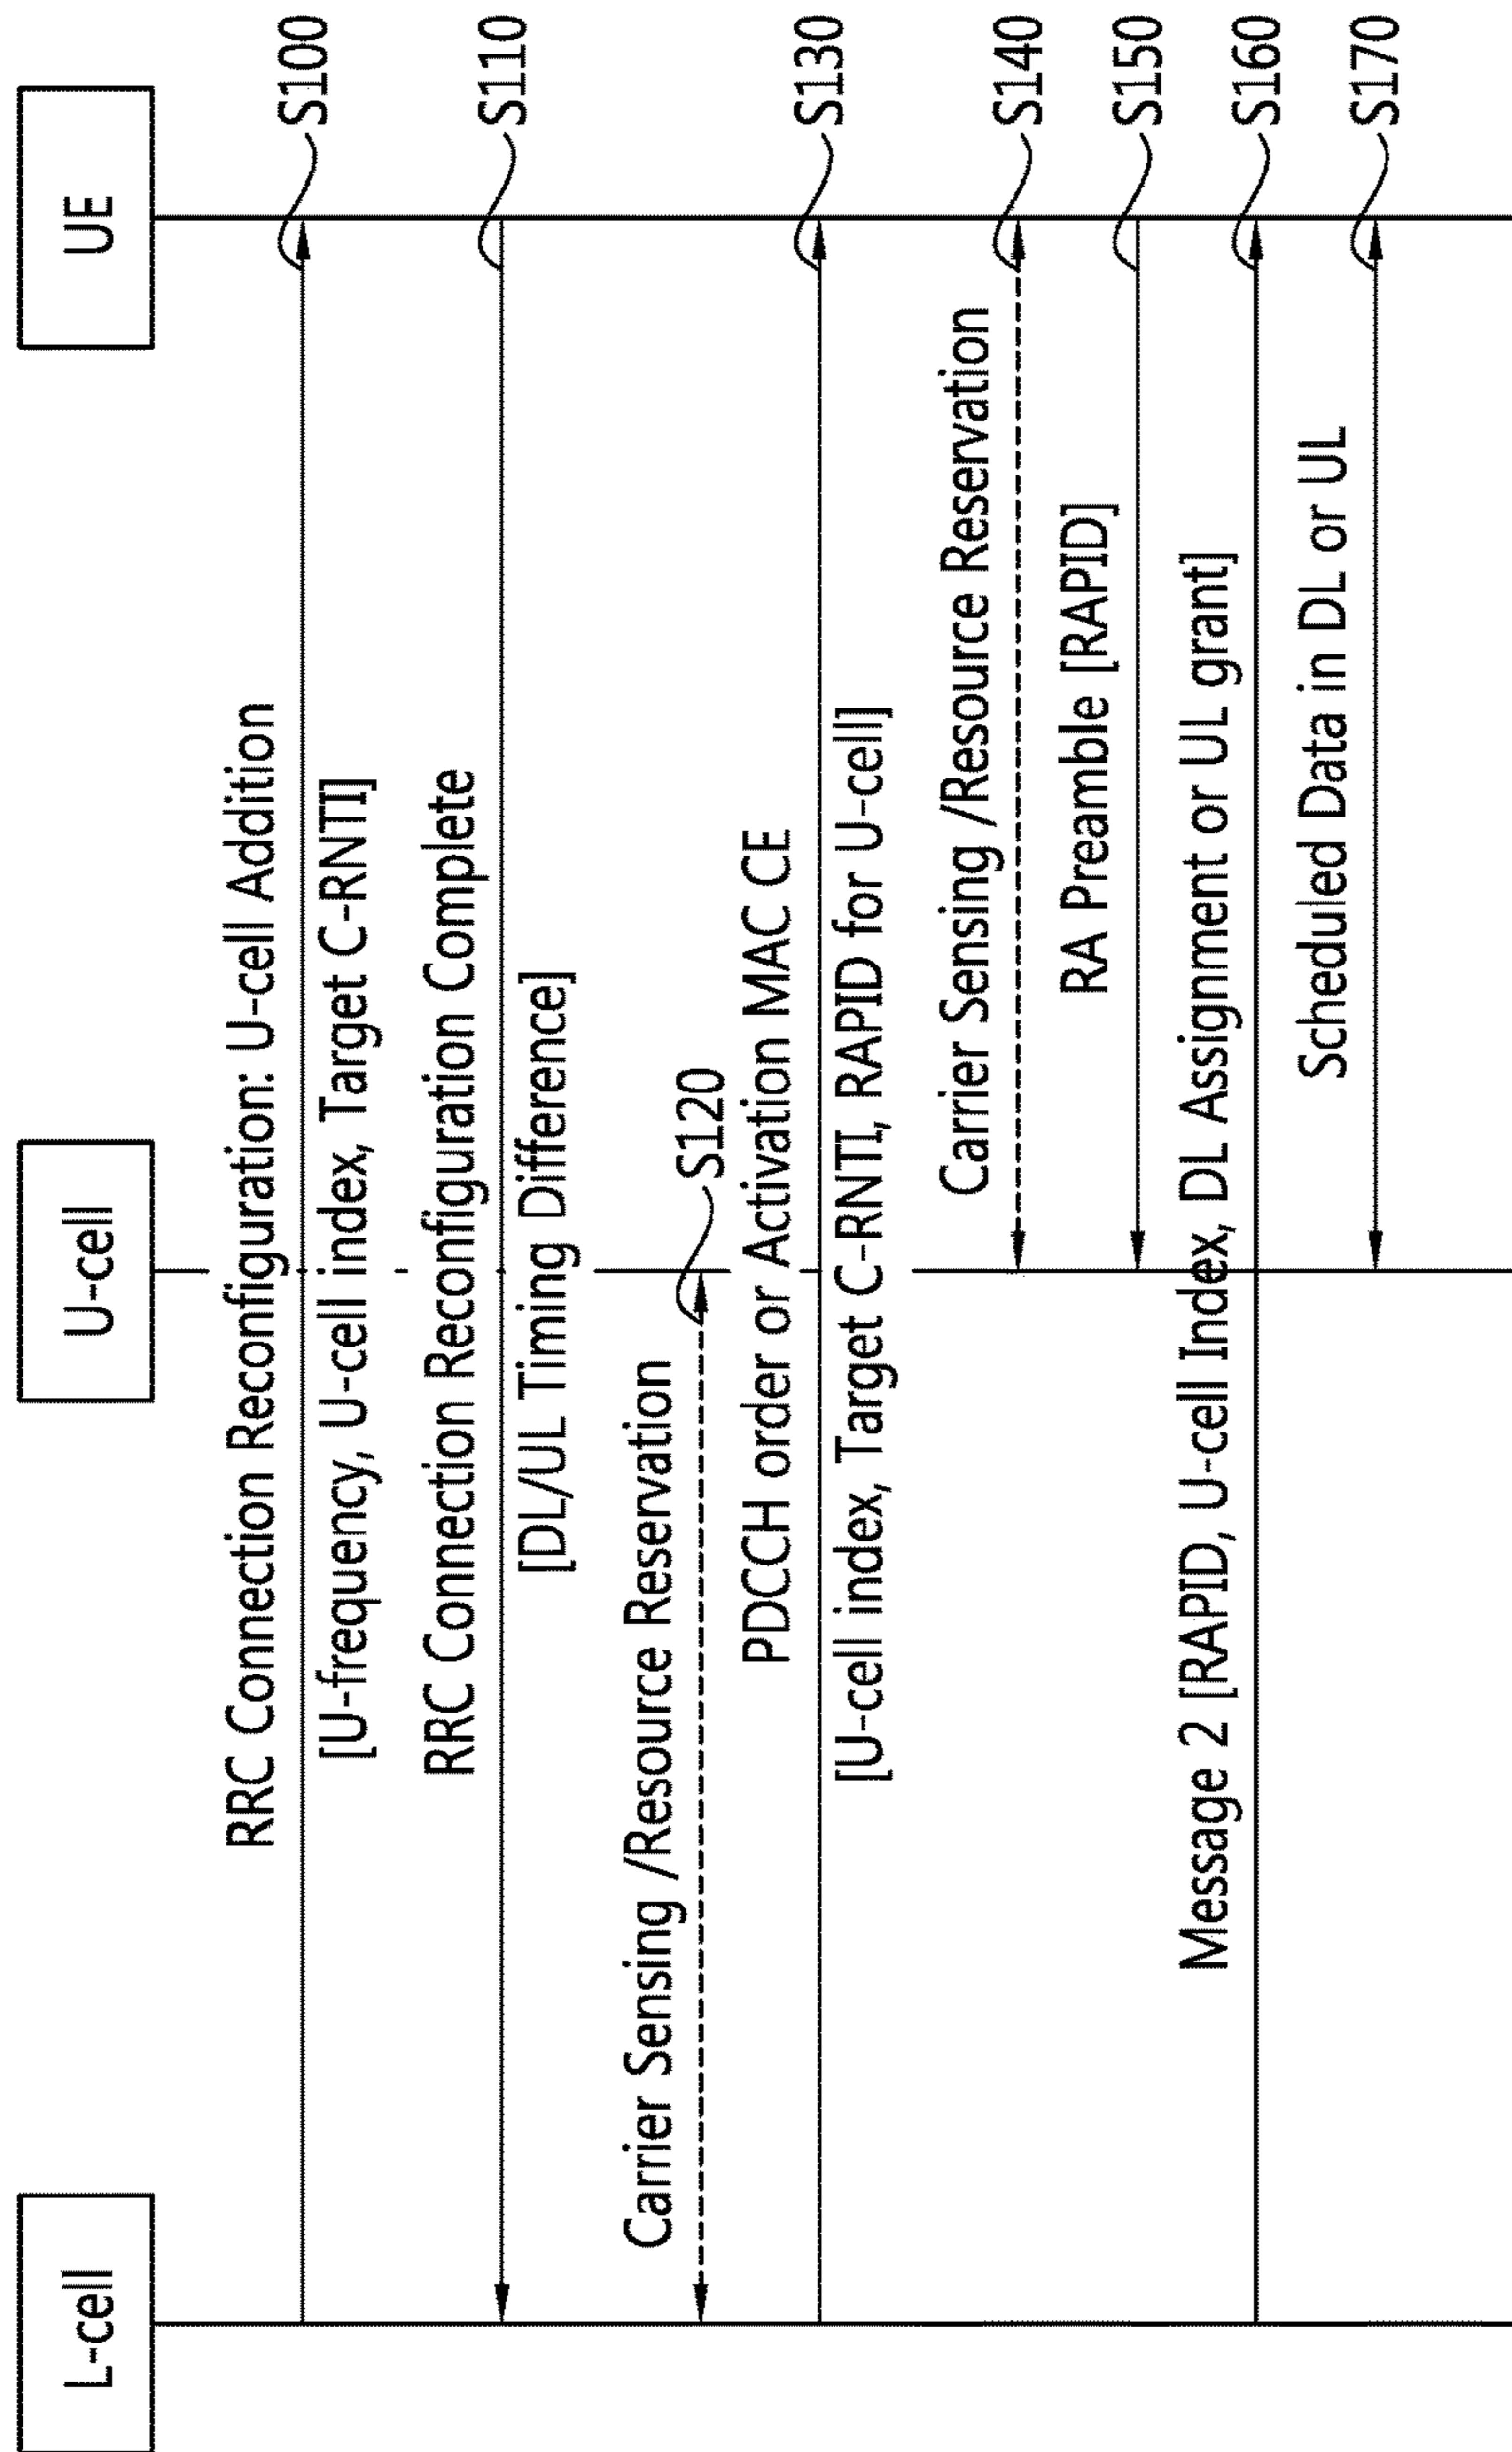 L-cell
U-cell
UE
RRC Connection Reconfiguration: U-cell Addition
S100
[U-frequency, U-cell index, Target C-RNTI]
RRC Connection Reconfiguration Complete
S110
[DL/UL Timing Difference]
Carrier Sensing /Resource Reservation
S120
PDCCH order or Activation MAC CE
S130
[U-cell index, Target C-RNTI, RAPID for U-cell]
Carrier Sensing /Resource Reservation
S140
RA Preamble [RAPID]
S150
Message 2 [RAPID, U-cell Index, DL Assignment or UL grant]
S160
Scheduled Data in DL or UL
S170